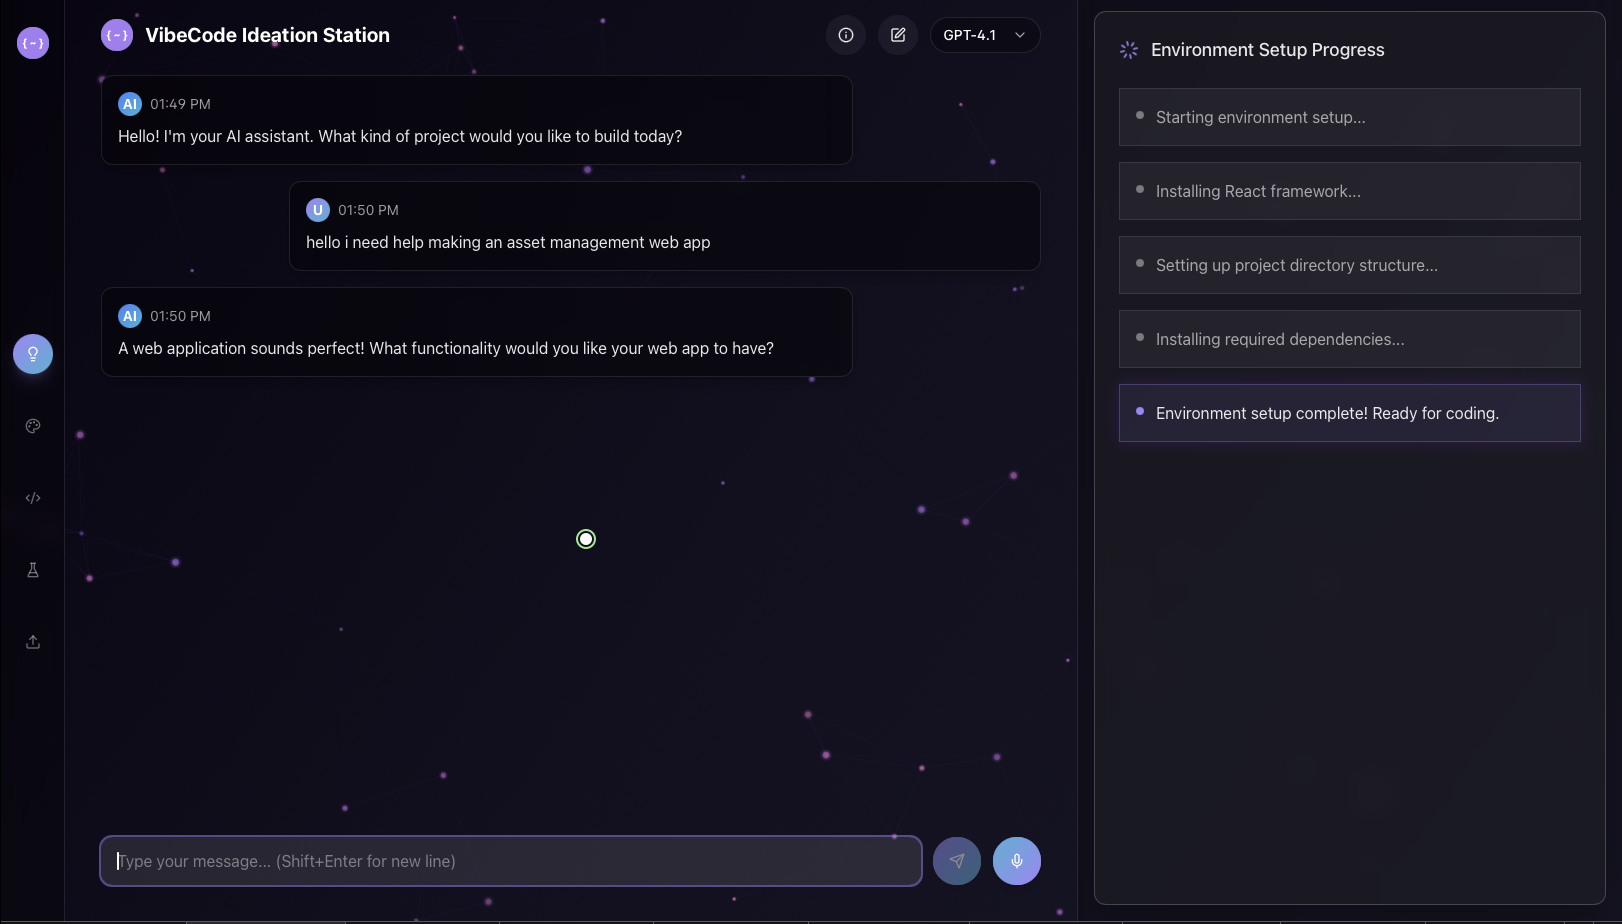 {~}
{~} VibeCode Ideation Station
GPT-4.1
AI 01:49 PM
Hello! I'm your AI assistant. What kind of project would you like to build today?
U 01:50 PM
hello i need help making an asset management web app
AI 01:50 PM
A web application sounds perfect! What functionality would you like your web app to have?
Type your message... (Shift+Enter for new line)
Environment Setup Progress
Starting environment setup...
Installing React framework...
Setting up project directory structure...
Installing required dependencies...
Environment setup complete! Ready for coding.